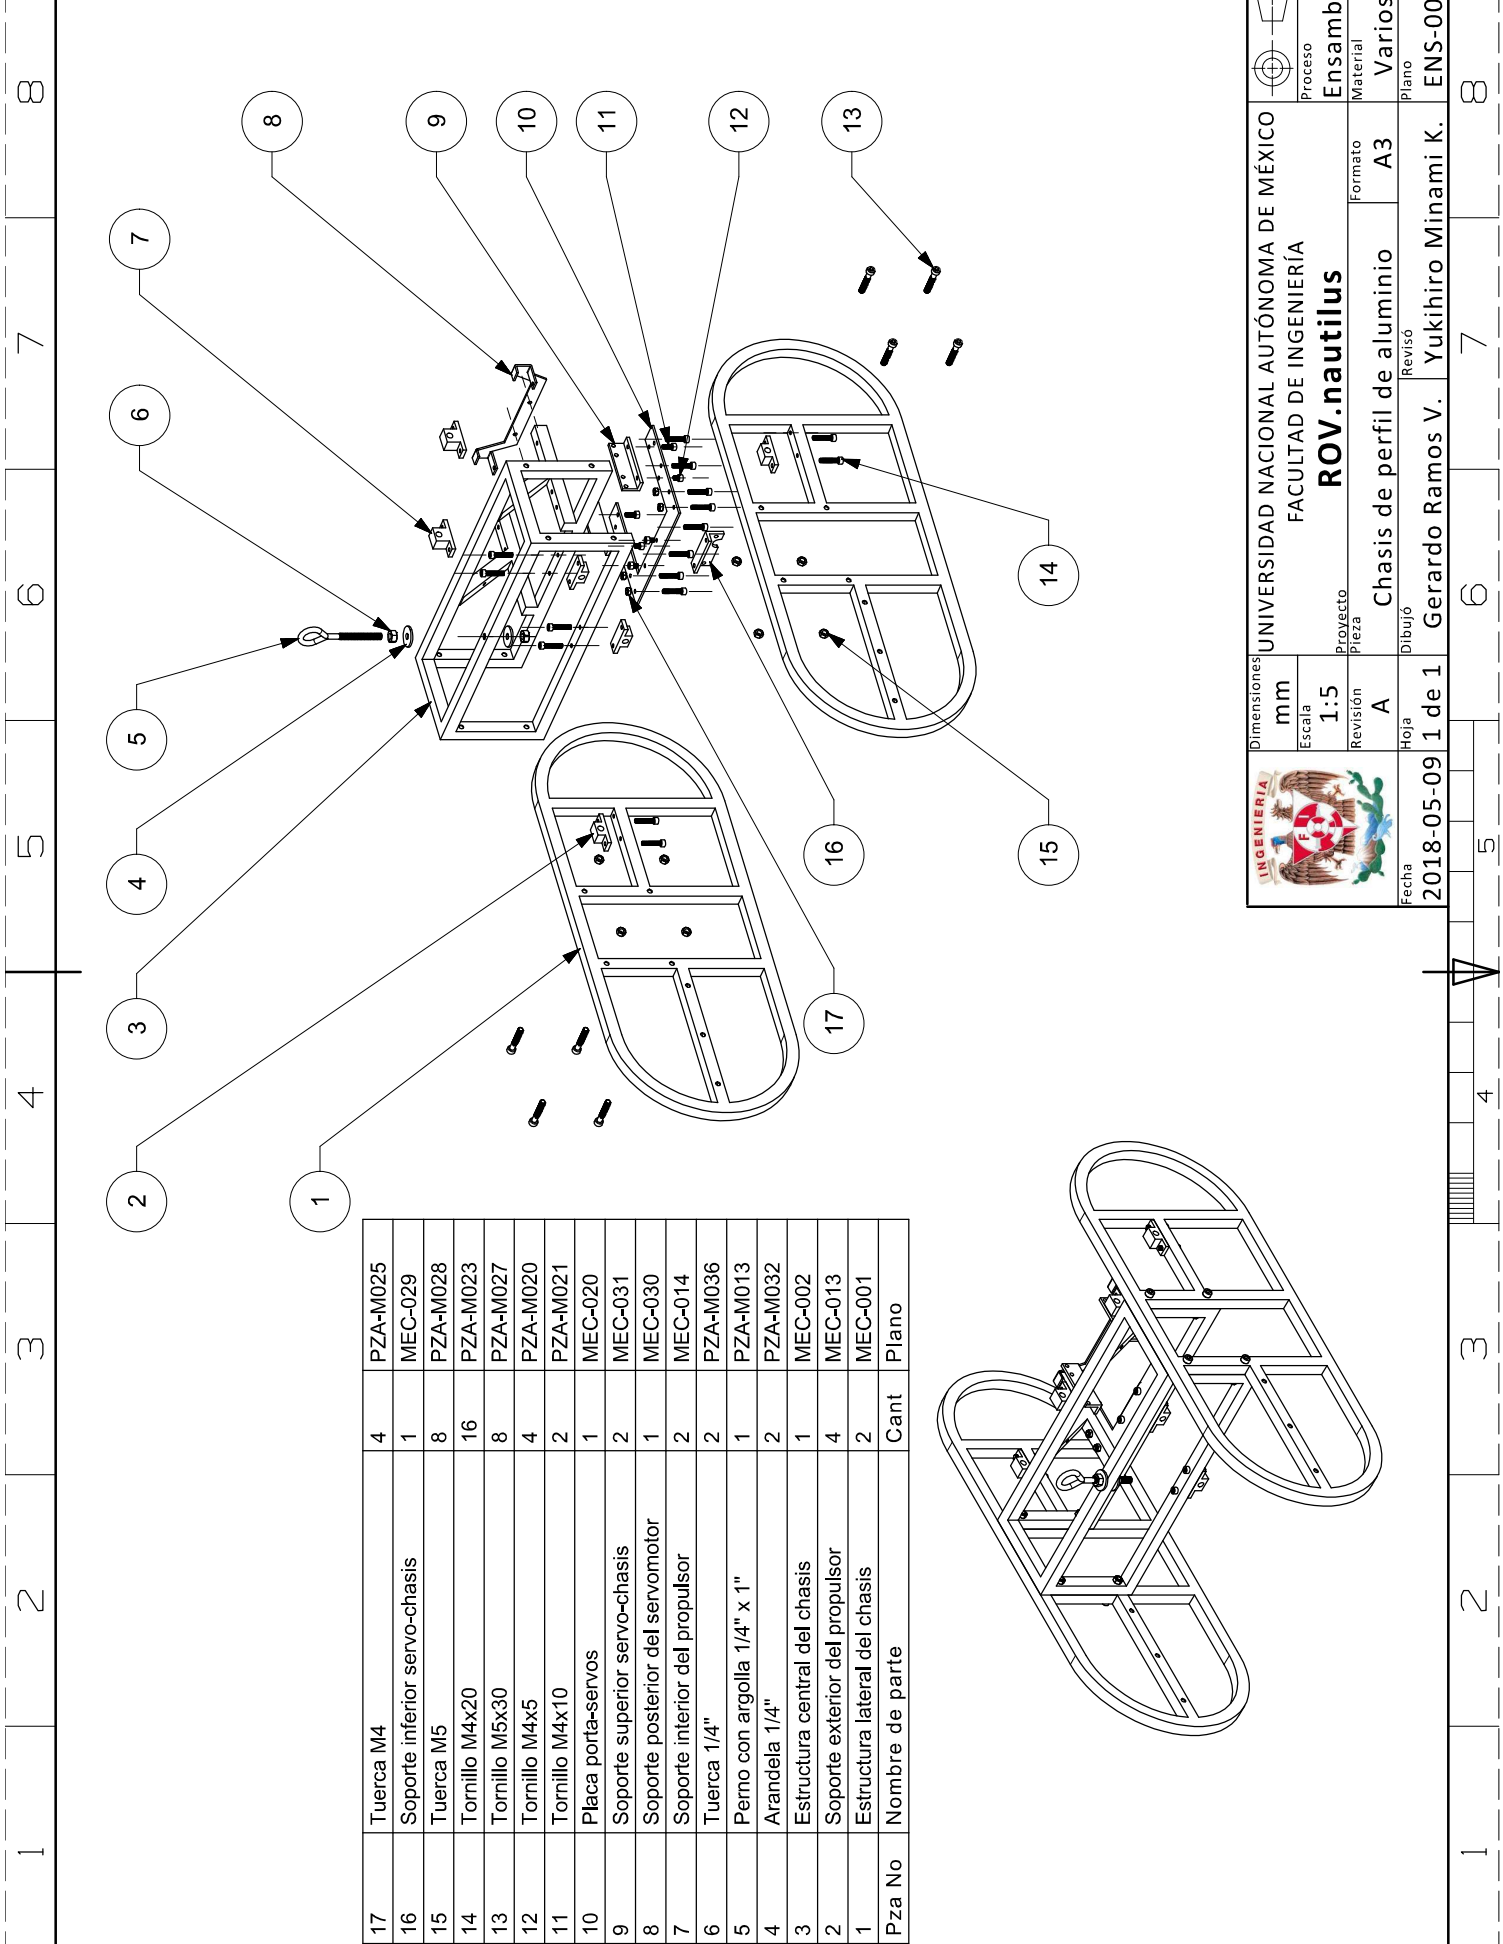 1 2 3 4 5 6 7 8
1
2
3
4
5
6
7
8
9
10
11
12
13
14
15
16
17
17 Tuerca M4 4 PZA-M025
16 Soporte inferior servo-chasis 1 MEC-029
15 Tuerca M5 8 PZA-M028
14 Tornillo M4x20 16 PZA-M023
13 Tornillo M5x30 8 PZA-M027
12 Tornillo M4x5 4 PZA-M020
11 Tornillo M4x10 2 PZA-M021
10 Placa porta-servos 1 MEC-020
9 Soporte superior servo-chasis 2 MEC-031
8 Soporte posterior del servomotor 1 MEC-030
7 Soporte interior del propulsor 2 MEC-014
6 Tuerca 1/4" 2 PZA-M036
5 Perno con argolla 1/4" x 1" 1 PZA-M013
4 Arandela 1/4" 2 PZA-M032
3 Estructura central del chasis 1 MEC-002
2 Soporte exterior del propulsor 4 MEC-013
1 Estructura lateral del chasis 2 MEC-001
Pza No Nombre de parte Cant Plano
INGENIERIA
F I
Dimensiones
mm
Escala
1:5
Revisión
A
Fecha
2018-05-09
Hoja
1 de 1
UNIVERSIDAD NACIONAL AUTÓNOMA DE MÉXICO
FACULTAD DE INGENIERÍA
Proyecto
ROV.nautilus
Pieza
Chasis de perfil de aluminio
Formato
A3
Dibujó
Gerardo Ramos V.
Revisó
Yukihiro Minami K.
Proceso
Ensamb
Material
Varios
Plano
ENS-00
1 2 3 4 5 6 7 8
4 5